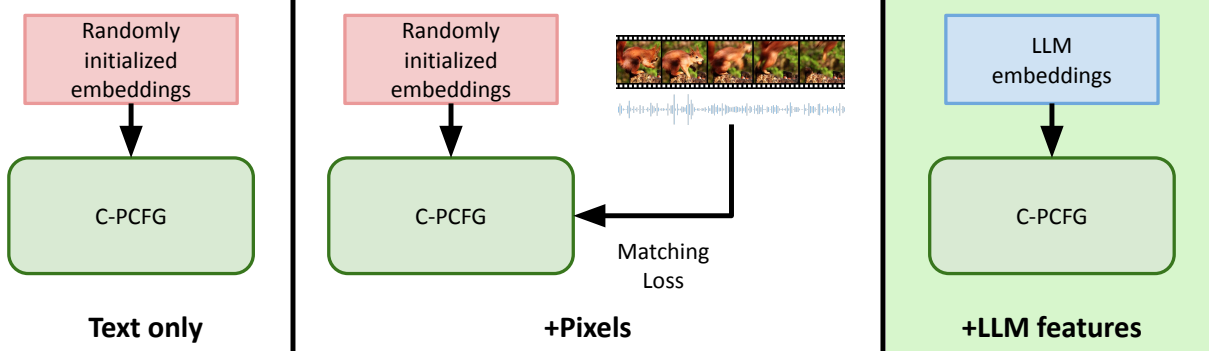 Randomly
initialized
embeddings
C-PCFG
Text only
Randomly
initialized
embeddings
C-PCFG
Matching
Loss
+Pixels
LLM
embeddings
C-PCFG
+LLM features